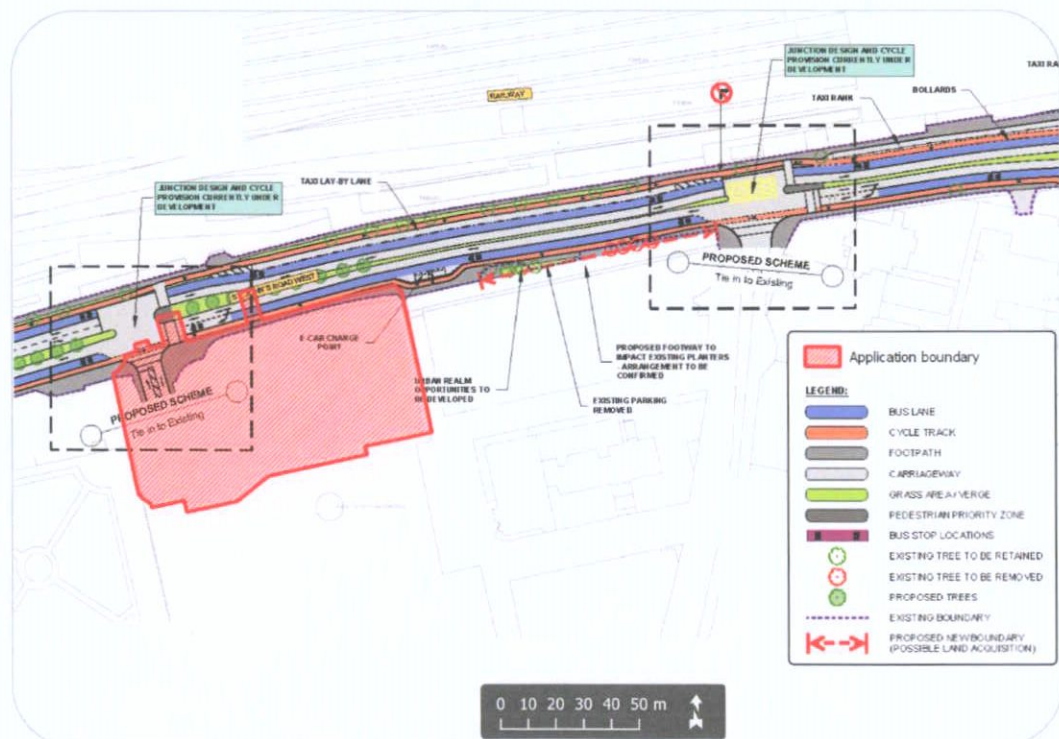 JUNCTION DESIGN AND CYCLE
PROVISION CURRENTLY UNDER
DEVELOPMENT
TAXI RA
RAILWAY
TAXI RANK
BOLLARDS
JUNCTION DESIGN AND CYCLE
PROVISION CURRENTLY UNDER
DEVELOPMENT
TAXI LAY-BY LANE
ROAD WEST
PROPOSED SCHEME
Tie in to Existing
E-CAR CHARGE
POINT
PROPOSED SCHEME
Tie in to Existing
URBAN REALM
OPPORTUNITIES TO
BE DEVELOPED
PROPOSED FOOTWAY TO
IMPACT EXISTING PLANTERS
- ARRANGEMENT TO BE
CONFIRMED
EXISTING PARKING
REMOVED
Application boundary
LEGEND:
BUS LANE
CYCLE TRACK
FOOTPATH
CARRIAGEWAY
GRASS AREA / VERGE
PEDESTRIAN PRIORITY ZONE
BUS STOP LOCATIONS
EXISTING TREE TO BE RETAINED
EXISTING TREE TO BE REMOVED
PROPOSED TREES
EXISTING BOUNDARY
PROPOSED NEW BOUNDARY
(POSSIBLE LAND ACQUISITION)
0 10 20 30 40 50 m